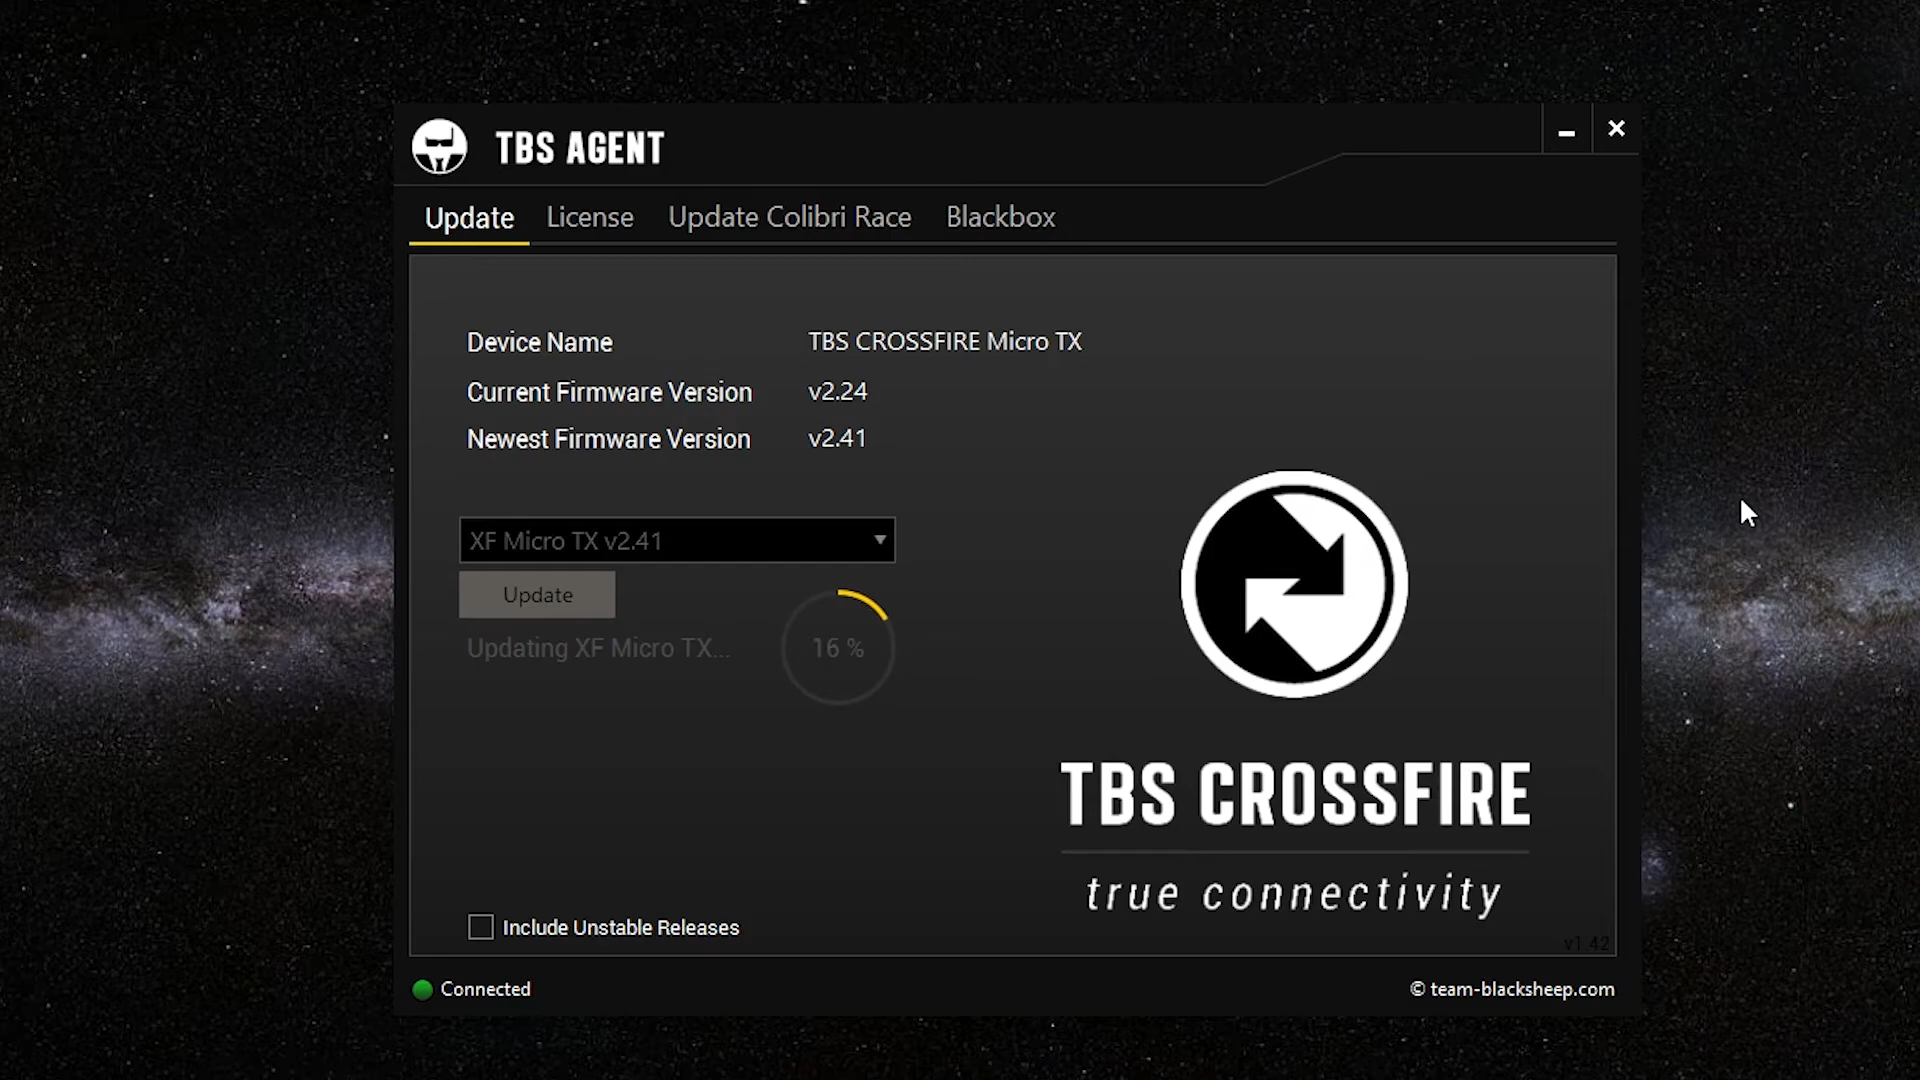 TBS AGENT
Update License Update Colibri Race Blackbox
Device Name TBS CROSSFIRE Micro TX
Current Firmware Version v2.24
Newest Firmware Version v2.41
XF Micro TX v2.41
Update
Updating XF Micro TX...
16 %
TBS CROSSFIRE
true connectivity
Include Unstable Releases
v1.42
Connected
© team-blacksheep.com